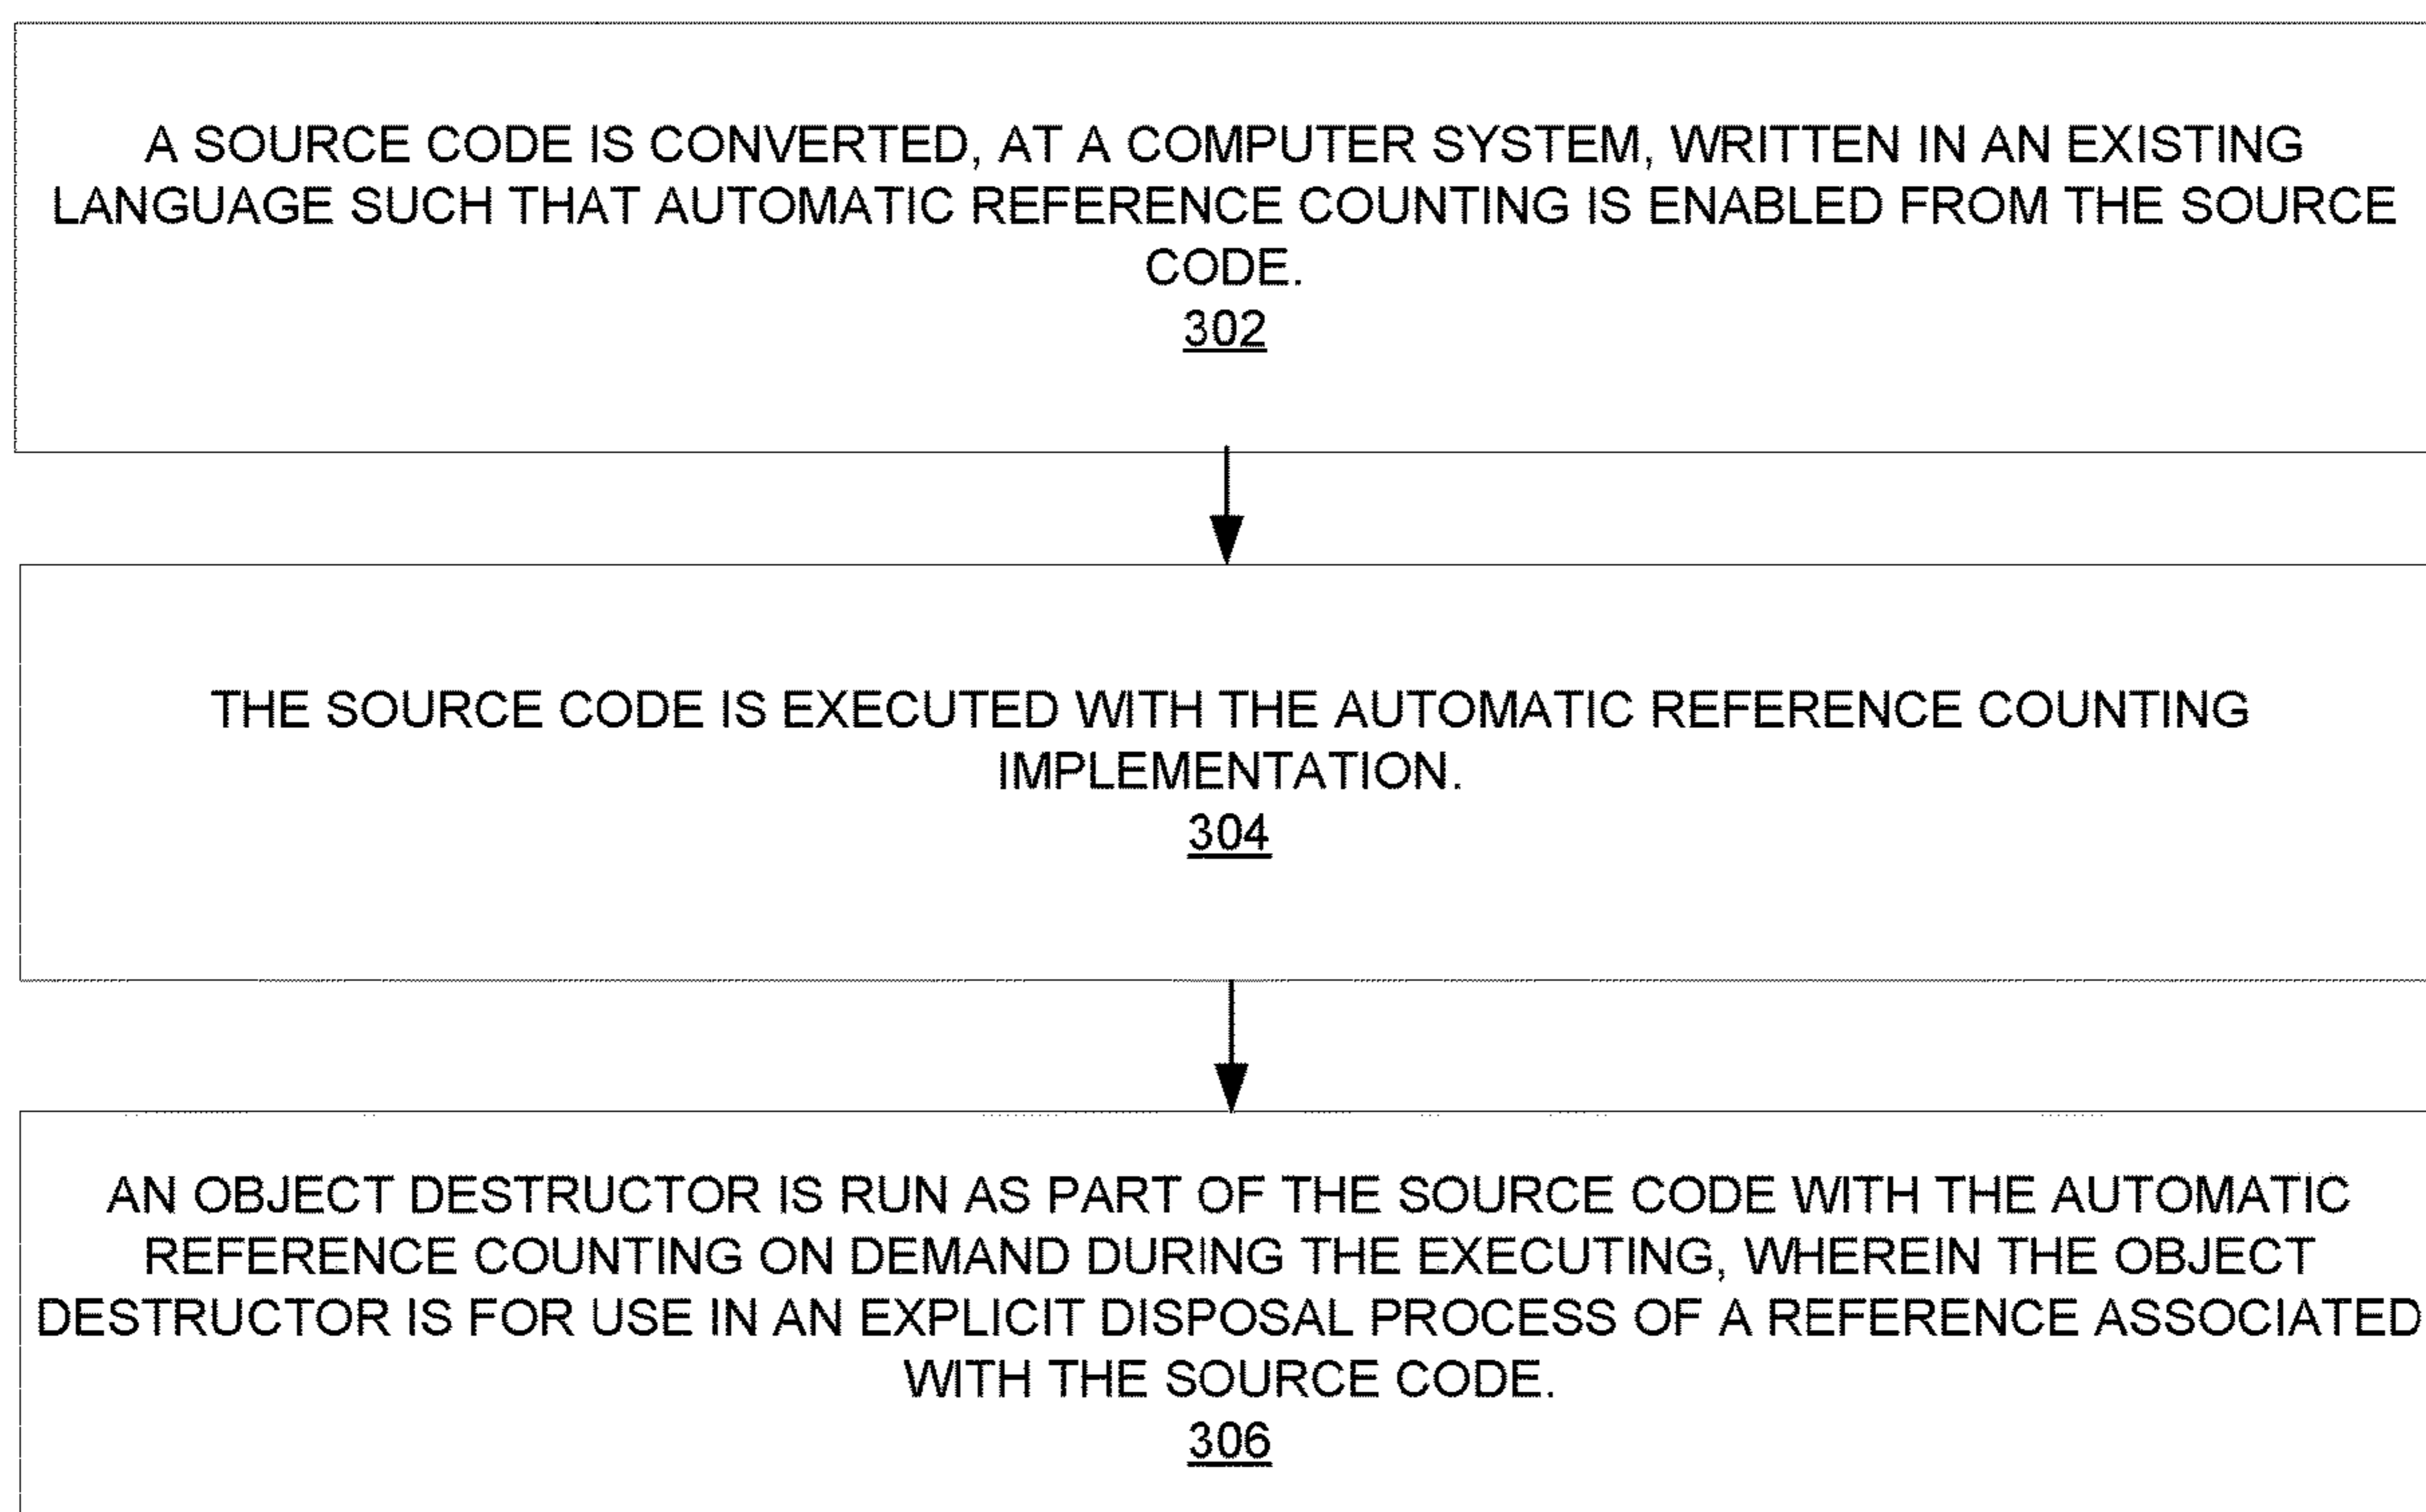 A SOURCE CODE IS CONVERTED, AT A COMPUTER SYSTEM, WRITTEN IN AN EXISTING
LANGUAGE SUCH THAT AUTOMATIC REFERENCE COUNTING IS ENABLED FROM THE SOURCE
CODE.
302
THE SOURCE CODE IS EXECUTED WITH THE AUTOMATIC REFERENCE COUNTING
IMPLEMENTATION.
304
AN OBJECT DESTRUCTOR IS RUN AS PART OF THE SOURCE CODE WITH THE AUTOMATIC
REFERENCE COUNTING ON DEMAND DURING THE EXECUTING, WHEREIN THE OBJECT
DESTRUCTOR IS FOR USE IN AN EXPLICIT DISPOSAL PROCESS OF A REFERENCE ASSOCIATED
WITH THE SOURCE CODE.
306